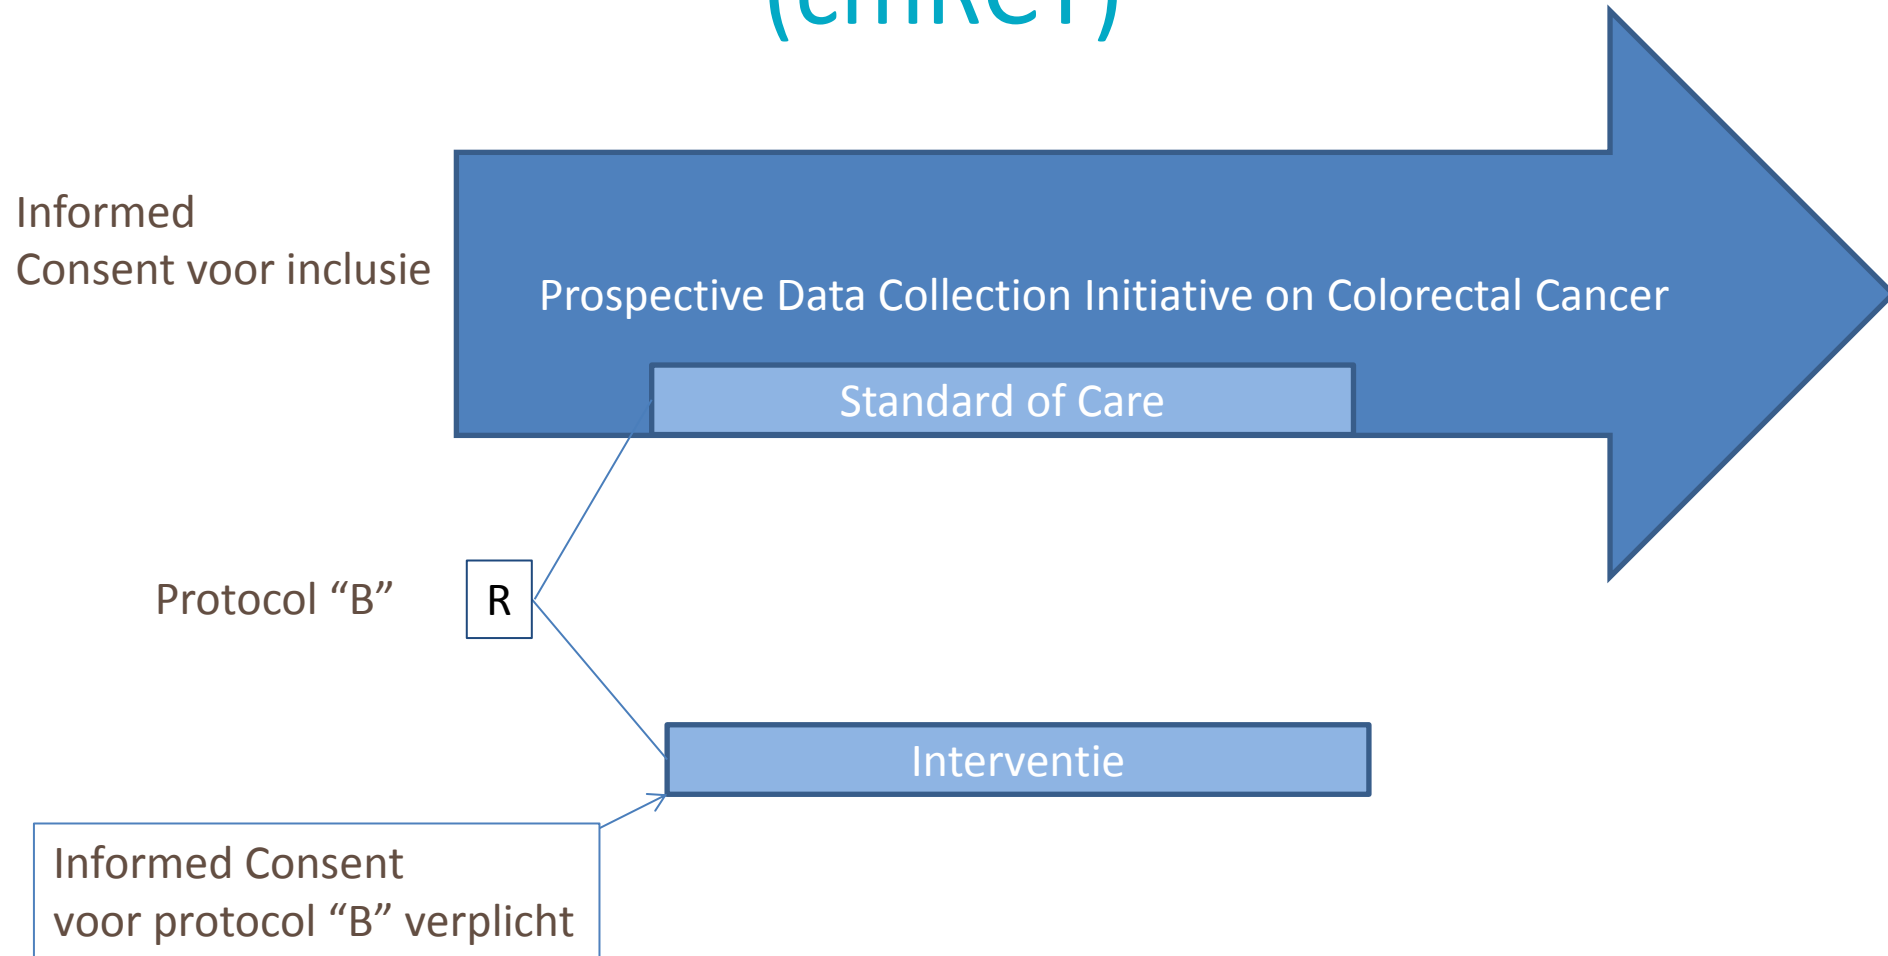 (cmRCT)
Informed
Consent voor inclusie
Prospective Data Collection Initiative on Colorectal Cancer
Standard of Care
Protocol “B”
R
Interventie
Informed Consent
voor protocol “B” verplicht